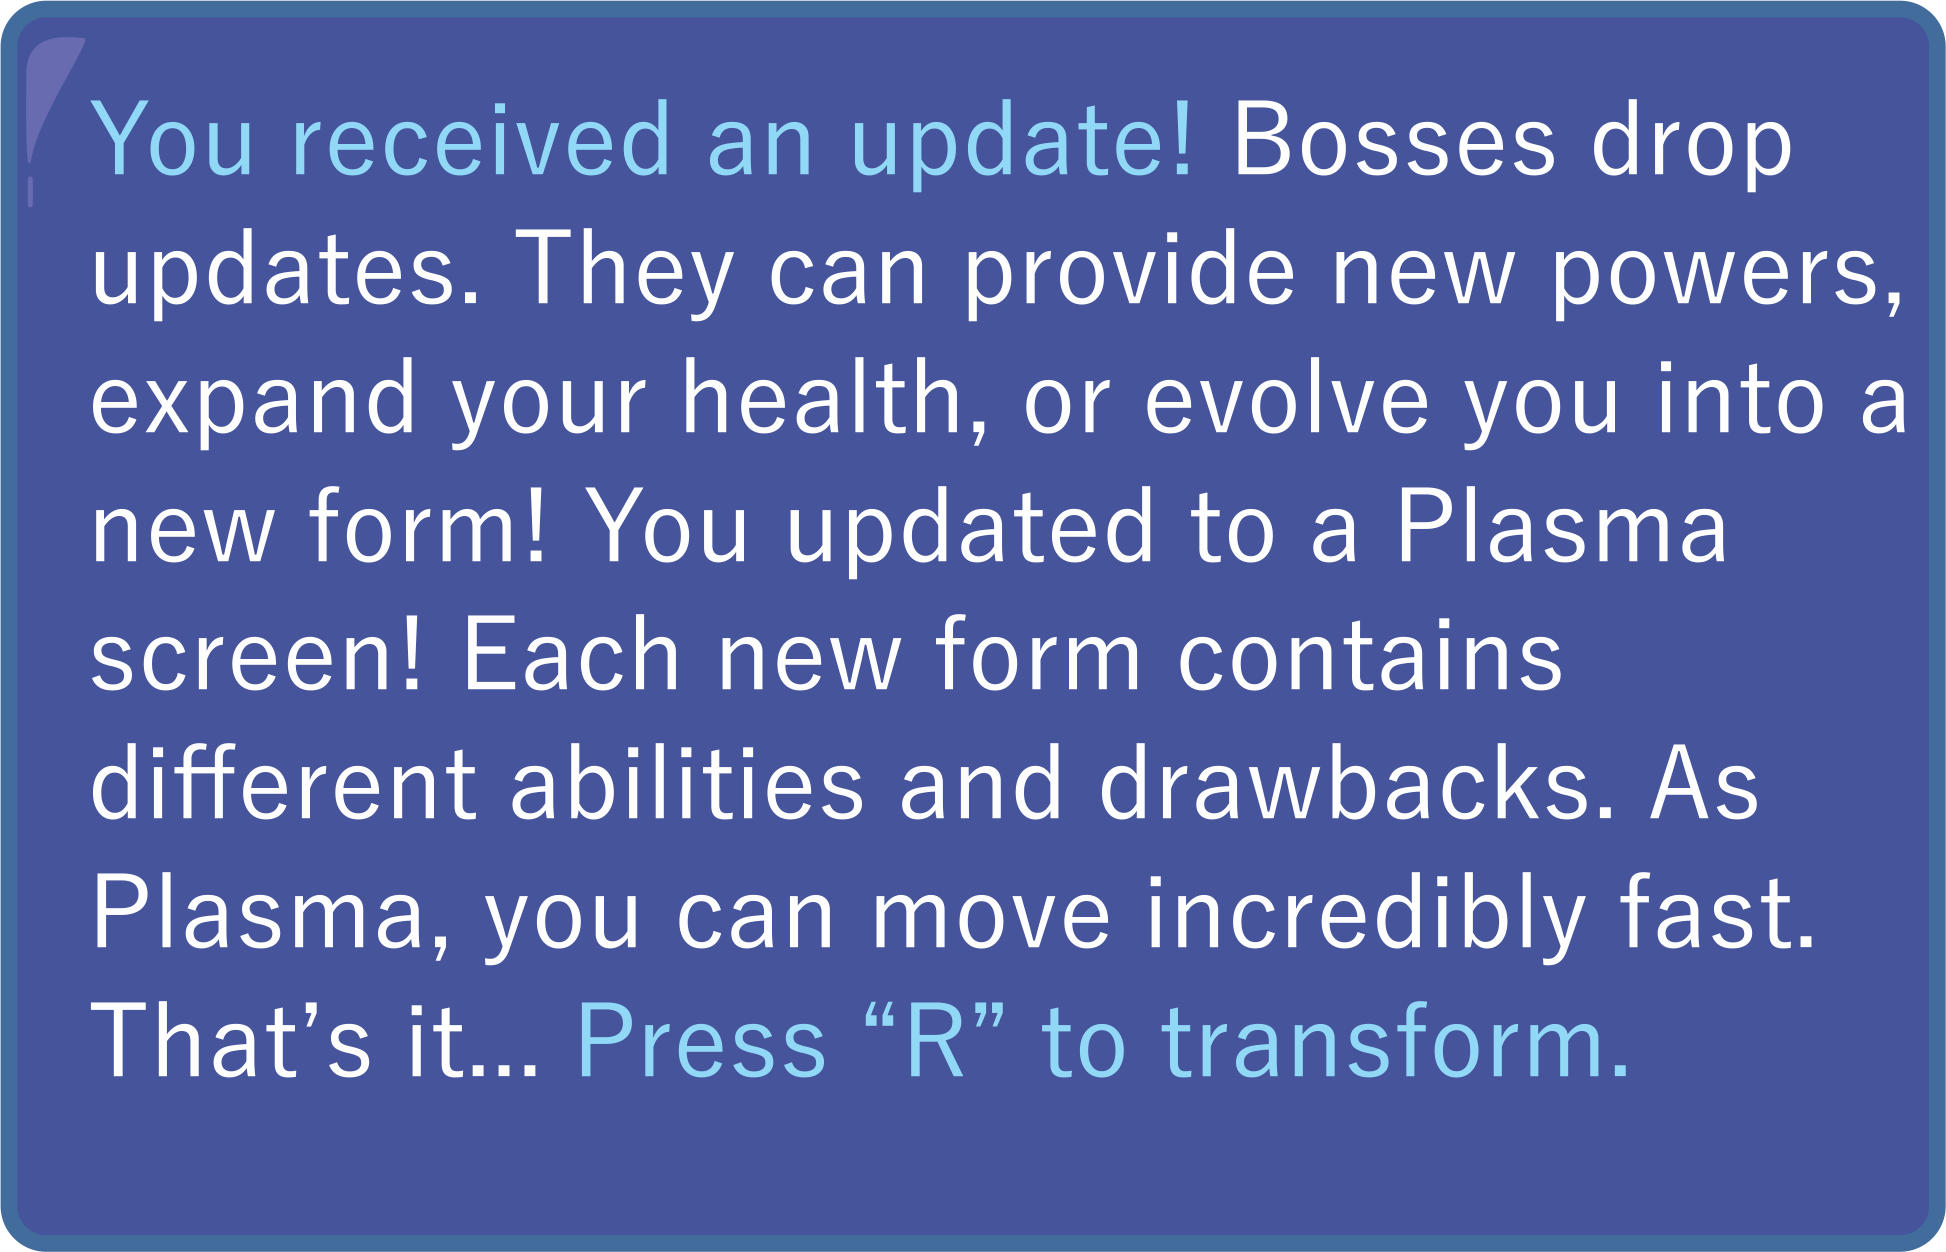 You received an update! Bosses drop
updates. They can provide new powers,
expand your health, or evolve you into a
new form! You updated to a Plasma
screen! Each new form contains
different abilities and drawbacks. As
Plasma, you can move incredibly fast.
That’s it... Press “R” to transform.